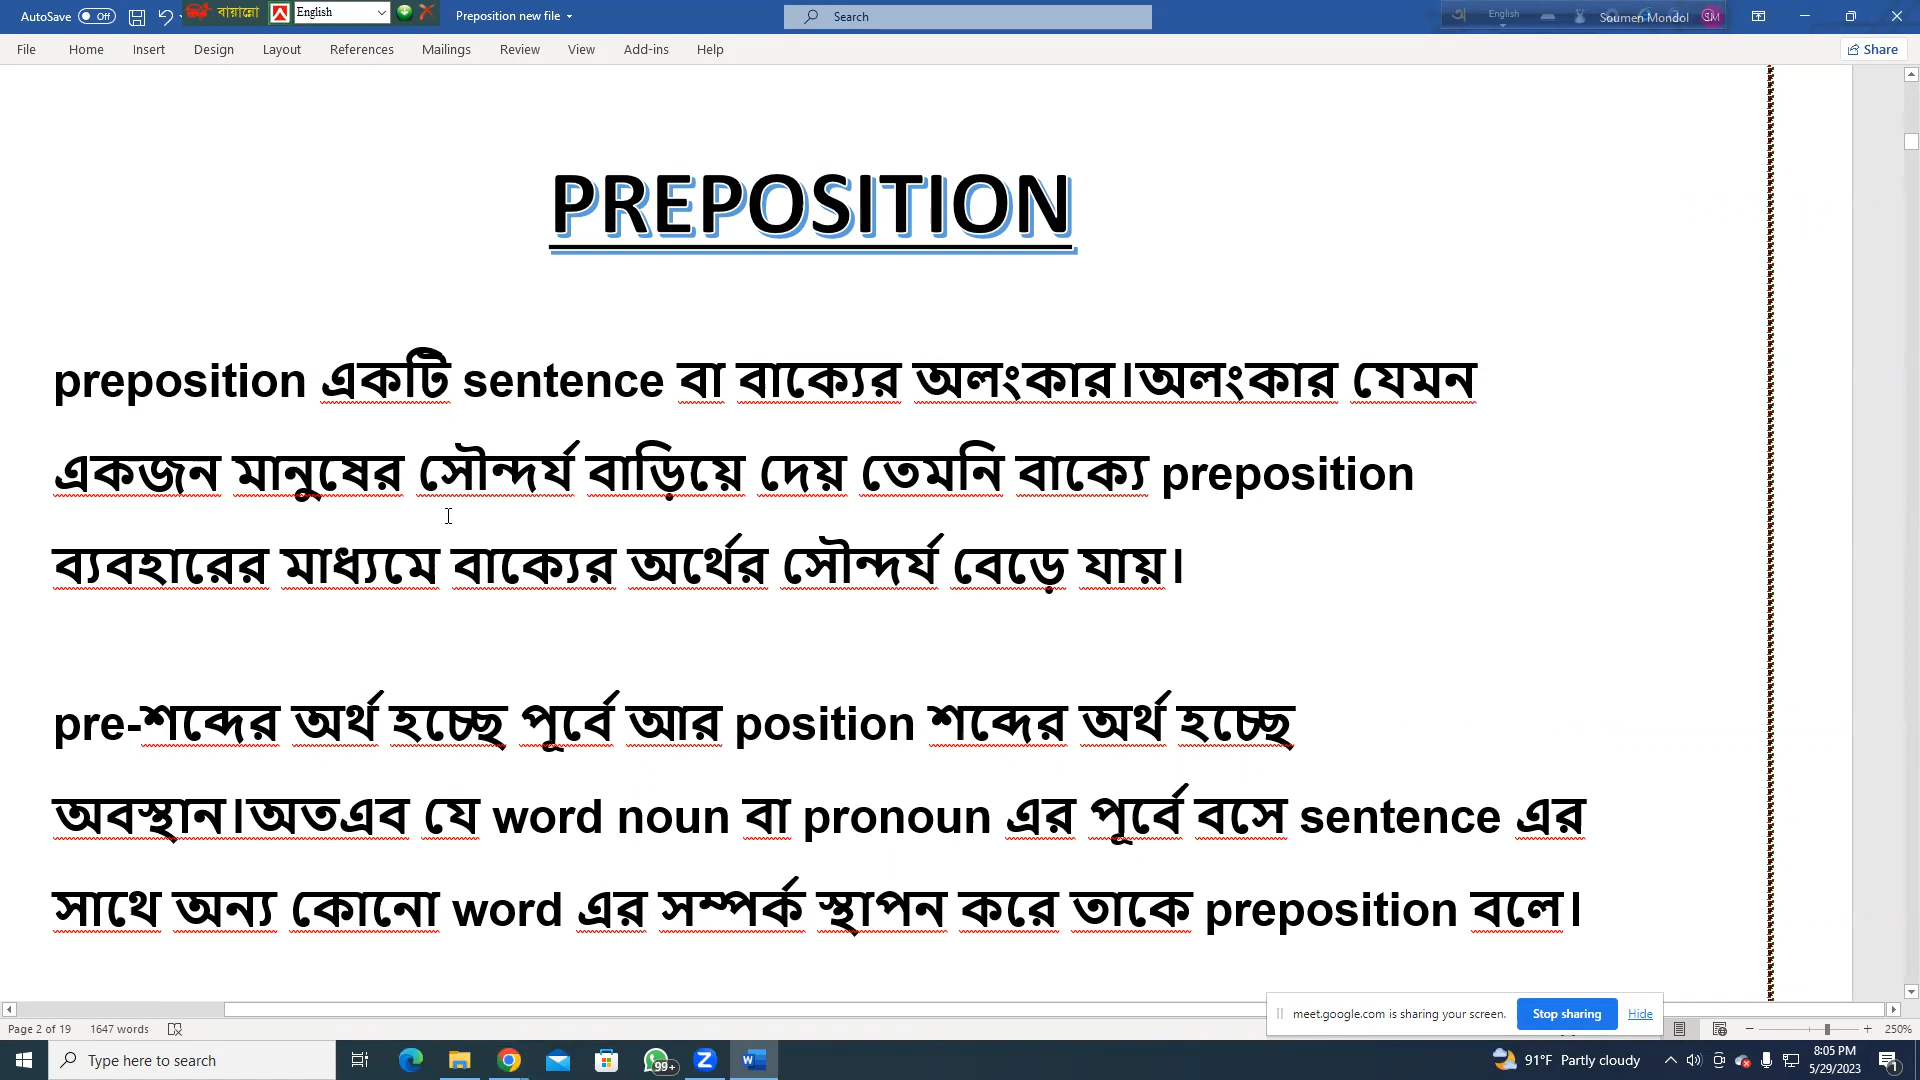 AutoSave Off বায়ান্নো English Preposition new file Search English Soumen Mondol SM
File Home Insert Design Layout References Mailings Review View Add-ins Help Share
PREPOSITION
preposition একটি sentence বা বাক্যের অলংকার।অলংকার যেমন
একজন মানুষের সৌন্দর্য বাড়িয়ে দেয় তেমনি বাক্যে preposition
ব্যবহারের মাধ্যমে বাক্যের অর্থের সৌন্দর্য বেড়ে যায়।
pre-শব্দের অর্থ হচ্ছে পূর্বে আর position শব্দের অর্থ হচ্ছে
অবস্থান।অতএব যে word noun বা pronoun এর পূর্বে বসে sentence এর
সাথে অন্য কোনো word এর সম্পর্ক স্থাপন করে তাকে preposition বলে।
meet.google.com is sharing your screen. Stop sharing Hide
Page 2 of 19 1647 words 250%
Type here to search 99+ 91°F Partly cloudy 8:05 PM
5/29/2023 1